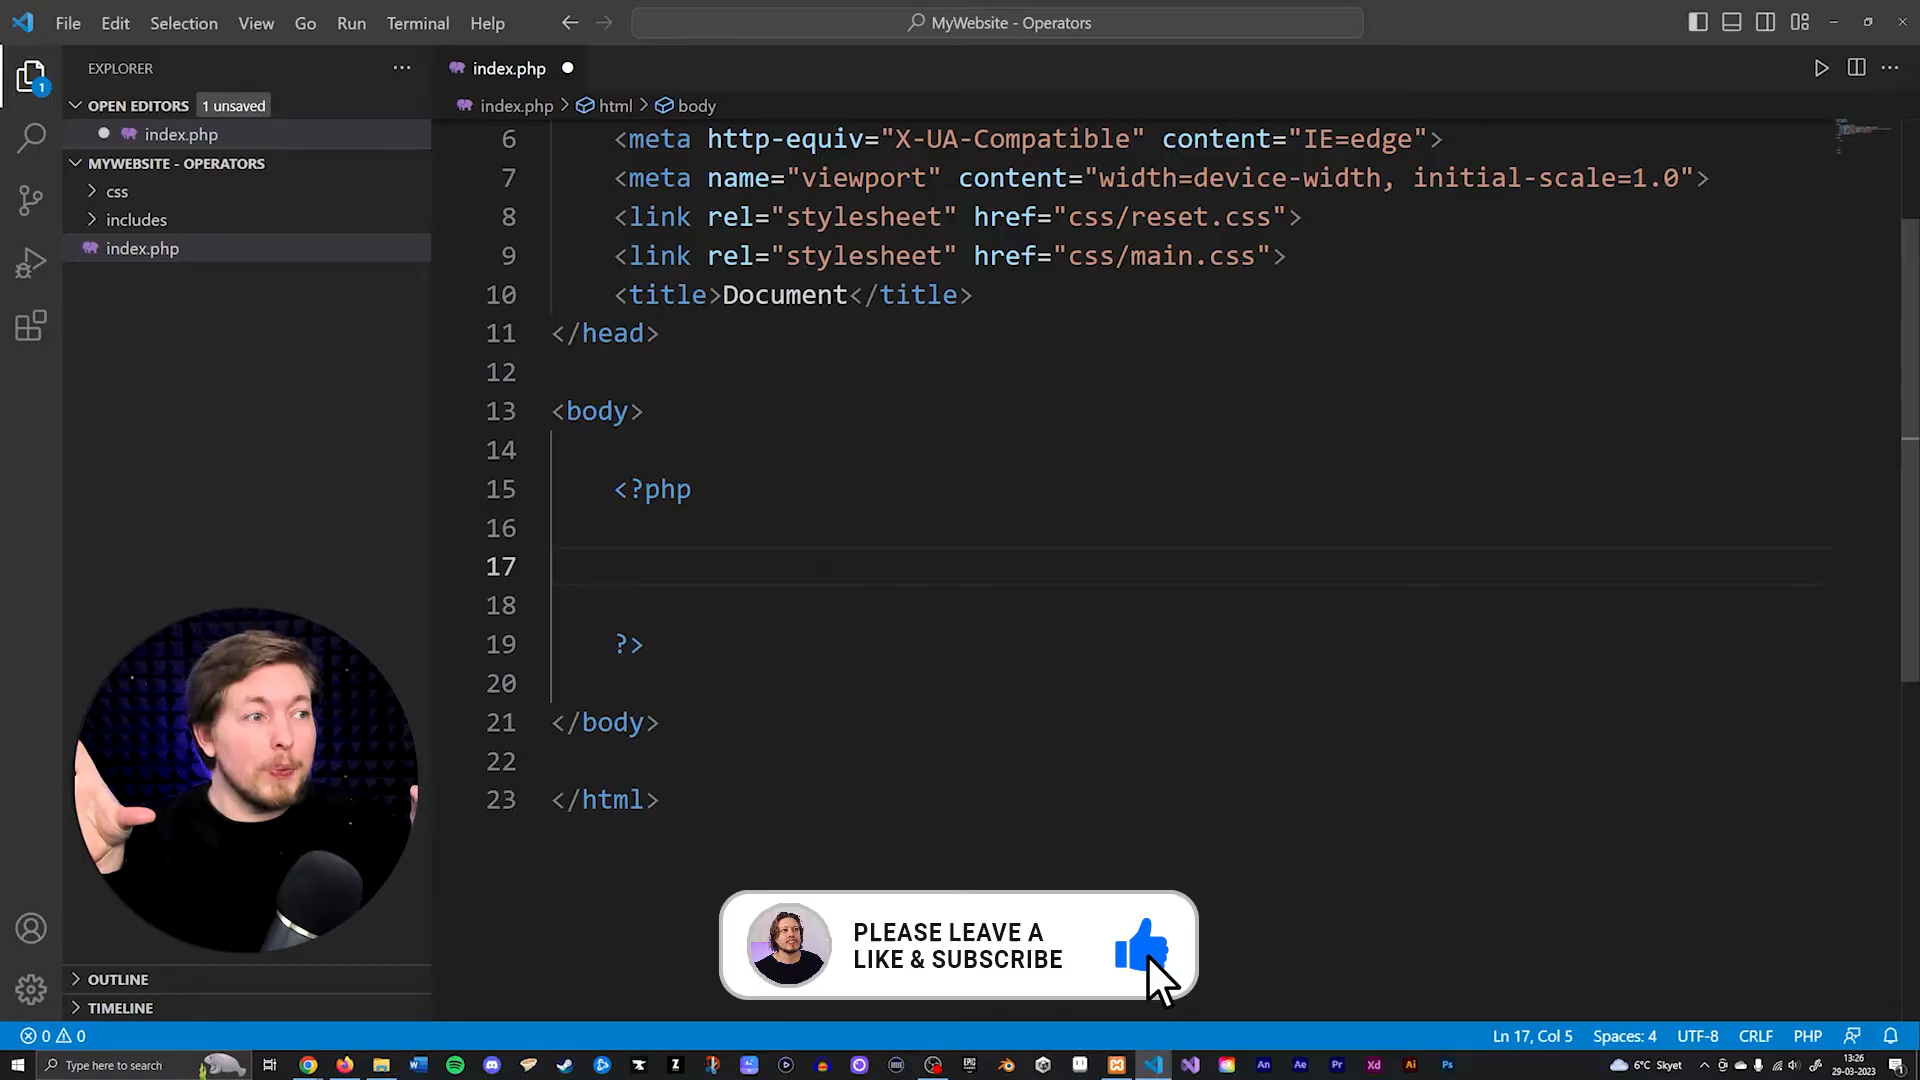 File Edit Selection View Go Run Terminal Help
MyWebsite - Operators
EXPLORER
OPEN EDITORS 1 unsaved
index.php
MYWEBSITE - OPERATORS
css
includes
index.php
OUTLINE
TIMELINE
index.php
index.php > html > body
6 <meta http-equiv="X-UA-Compatible" content="IE=edge">
7 <meta name="viewport" content="width=device-width, initial-scale=1.0">
8 <link rel="stylesheet" href="css/reset.css">
9 <link rel="stylesheet" href="css/main.css">
10 <title>Document</title>
11 </head>
12
13 <body>
14
15 <?php
16
17
18
19 ?>
20
21 </body>
22
23 </html>
PLEASE LEAVE A
LIKE & SUBSCRIBE
0 0
Ln 17, Col 5 Spaces: 4 UTF-8 CRLF PHP
Type here to search
6°C Skyet
13:26
29-03-2023